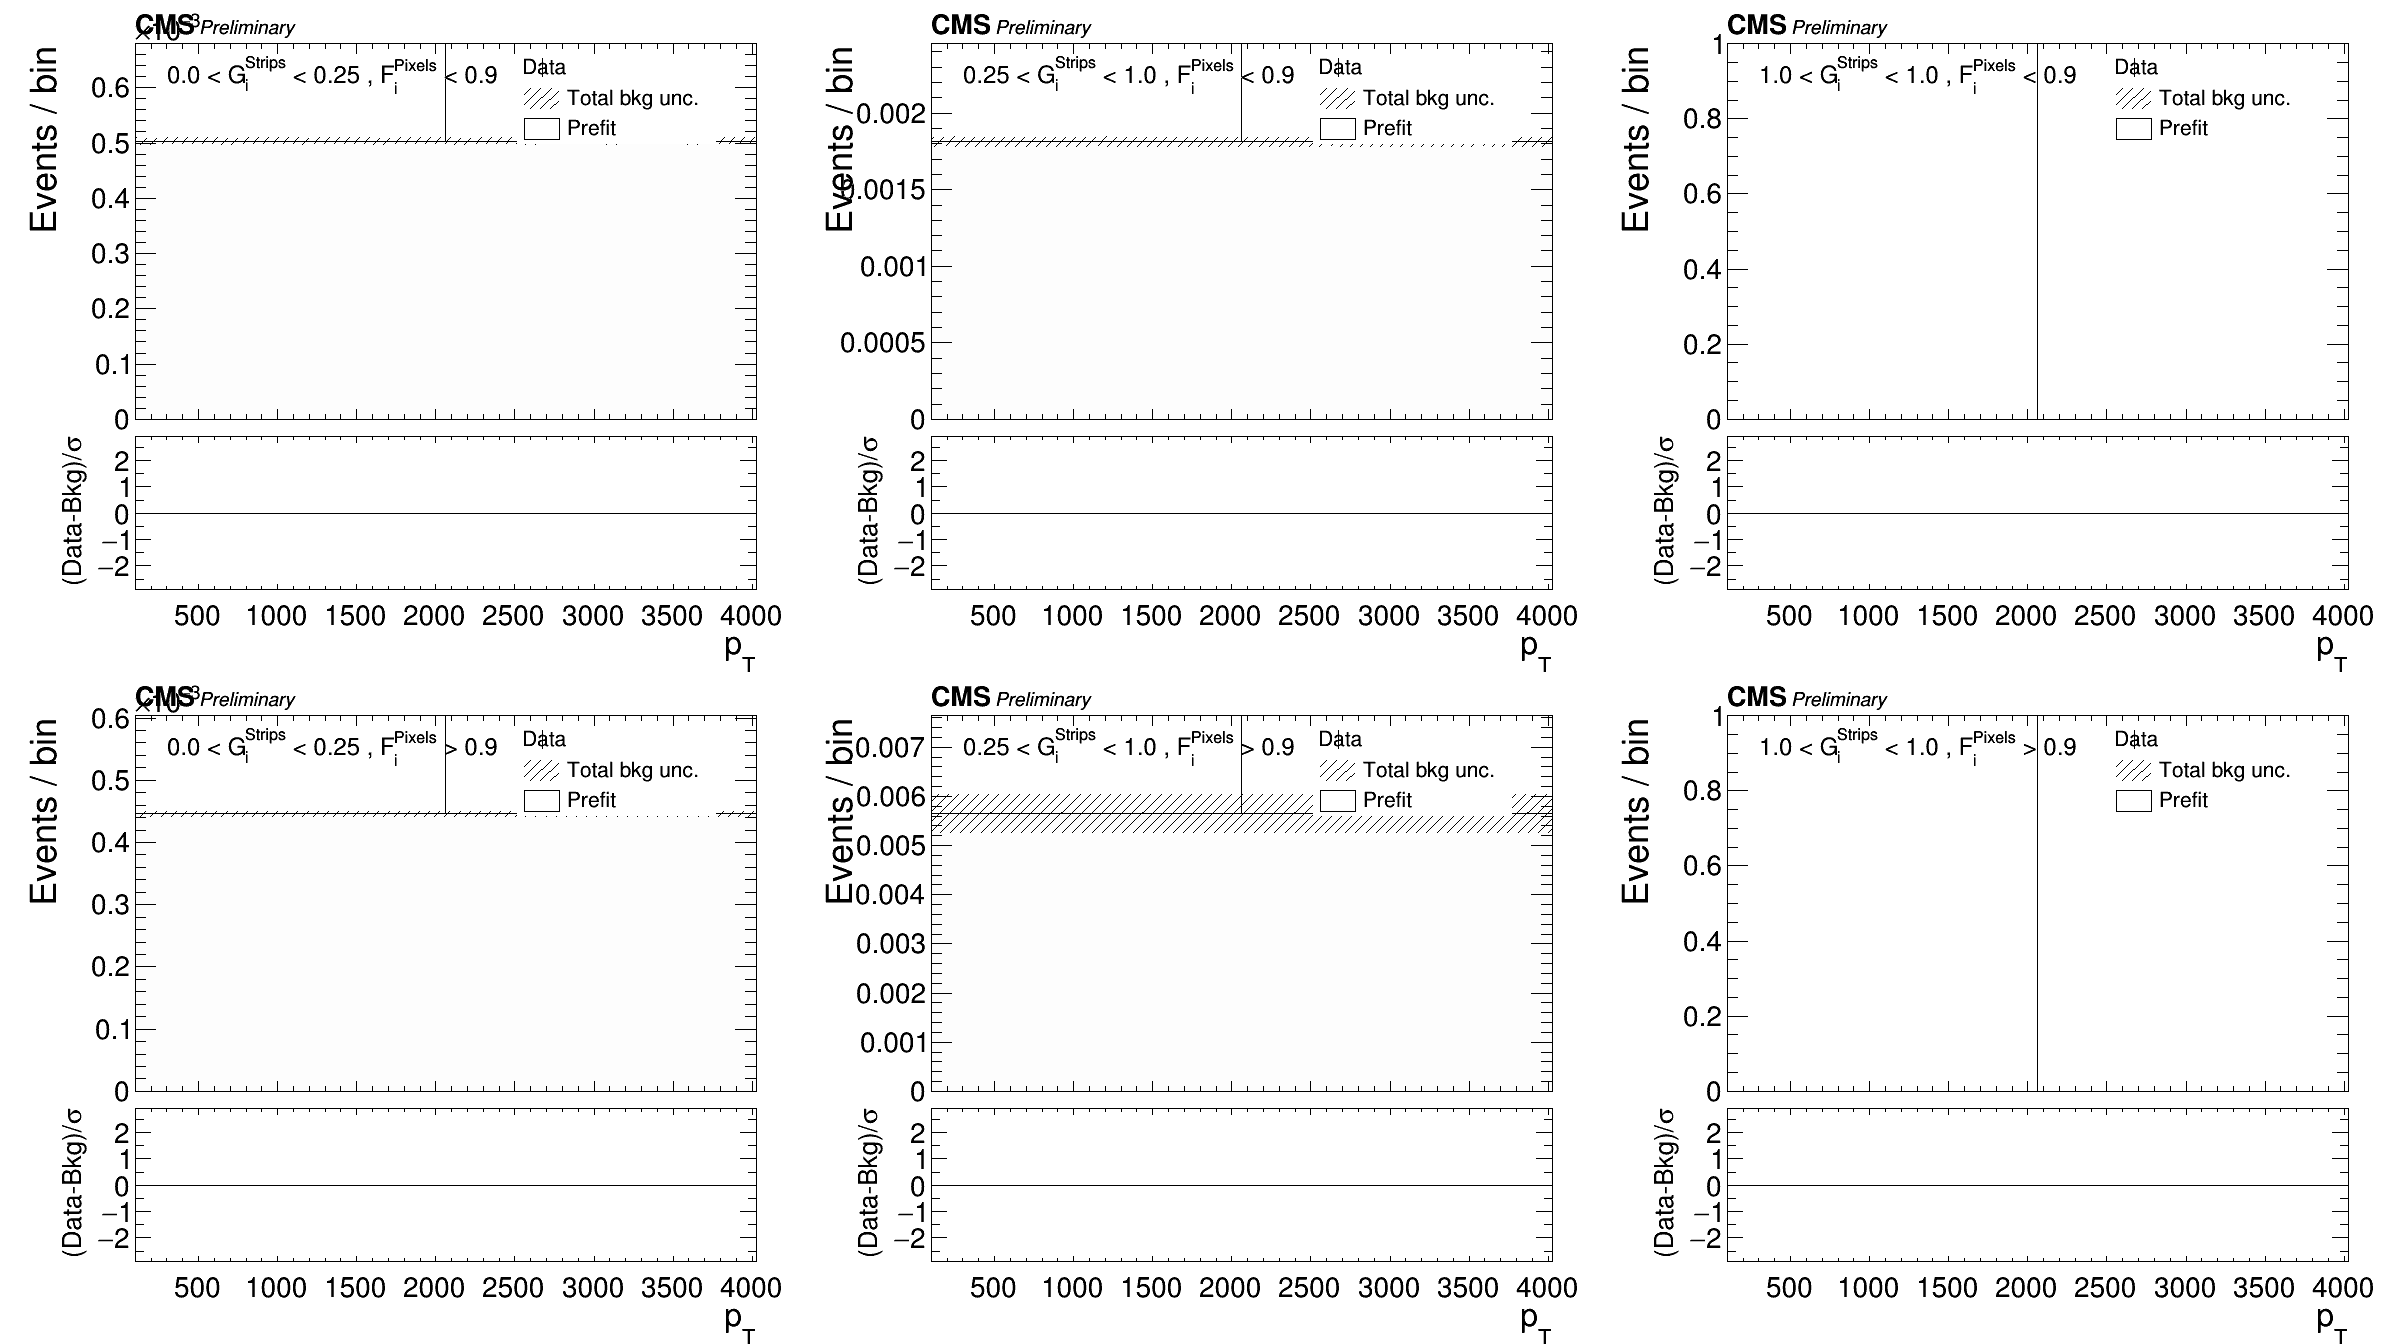 CMS Preliminary
×10⁻³
Events / bin
0.0 < G_i^Strips < 0.25 , F_i^Pixels < 0.9
Data
Total bkg unc.
Prefit
0.6
0.5
0.4
0.3
0.2
0.1
0
(Data-Bkg)/σ
2
1
0
−1
−2
500 1000 1500 2000 2500 3000 3500 4000
p_T
CMS Preliminary
Events / bin
0.25 < G_i^Strips < 1.0 , F_i^Pixels < 0.9
Data
Total bkg unc.
Prefit
0.002
0.0015
0.001
0.0005
0
(Data-Bkg)/σ
2
1
0
−1
−2
500 1000 1500 2000 2500 3000 3500 4000
p_T
CMS Preliminary
Events / bin
1.0 < G_i^Strips < 1.0 , F_i^Pixels < 0.9
Data
Total bkg unc.
Prefit
1
0.8
0.6
0.4
0.2
0
(Data-Bkg)/σ
2
1
0
−1
−2
500 1000 1500 2000 2500 3000 3500 4000
p_T
CMS Preliminary
×10⁻³
Events / bin
0.0 < G_i^Strips < 0.25 , F_i^Pixels > 0.9
Data
Total bkg unc.
Prefit
0.6
0.5
0.4
0.3
0.2
0.1
0
(Data-Bkg)/σ
2
1
0
−1
−2
500 1000 1500 2000 2500 3000 3500 4000
p_T
CMS Preliminary
Events / bin
0.25 < G_i^Strips < 1.0 , F_i^Pixels > 0.9
Data
Total bkg unc.
Prefit
0.007
0.006
0.005
0.004
0.003
0.002
0.001
0
(Data-Bkg)/σ
2
1
0
−1
−2
500 1000 1500 2000 2500 3000 3500 4000
p_T
CMS Preliminary
Events / bin
1.0 < G_i^Strips < 1.0 , F_i^Pixels > 0.9
Data
Total bkg unc.
Prefit
1
0.8
0.6
0.4
0.2
0
(Data-Bkg)/σ
2
1
0
−1
−2
500 1000 1500 2000 2500 3000 3500 4000
p_T